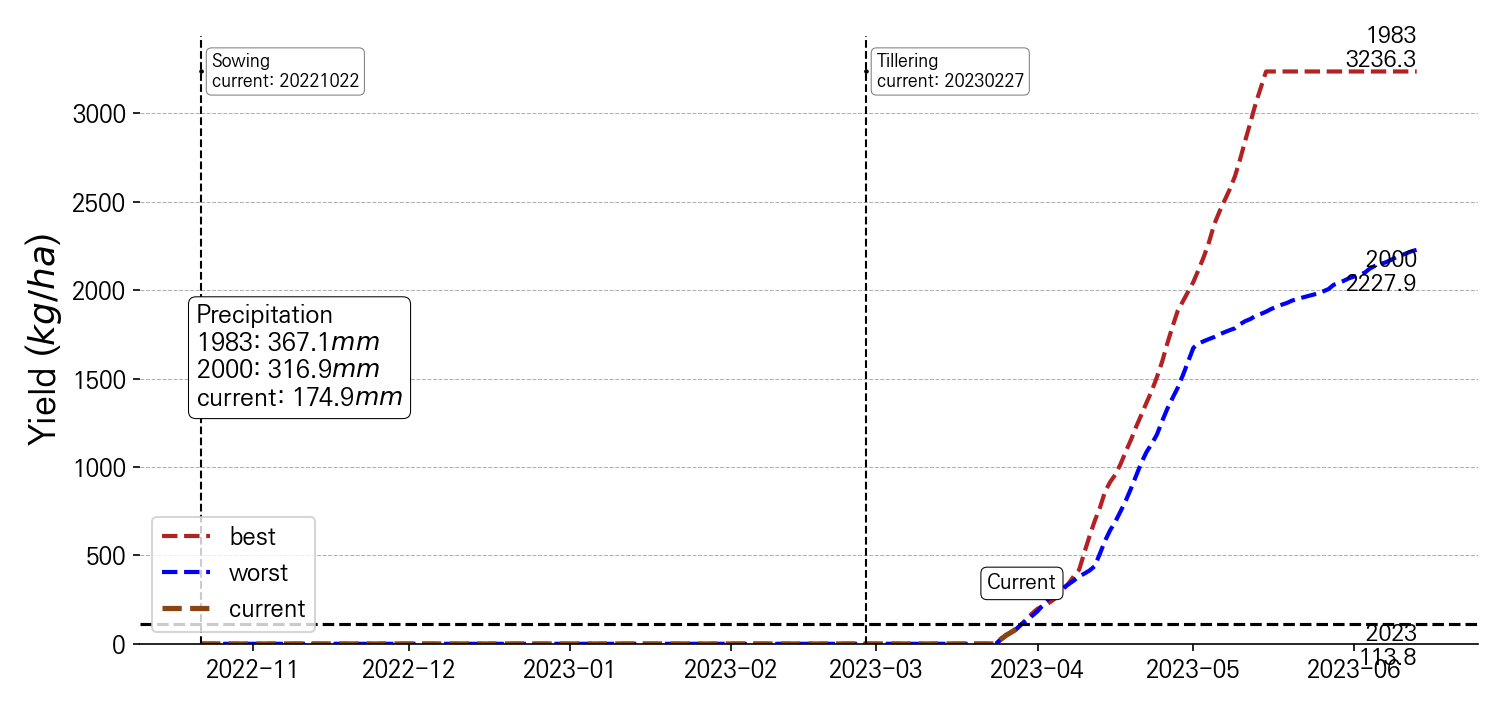 1983
3236.3
Sowing
current: 20221022
Tillering
current: 20230227
3000
2500
2000
1500
1000
500
0
Yield (kg/ha)
2000
2227.9
Precipitation
1983: 367.1mm
2000: 316.9mm
current: 174.9mm
best
worst
current
Current
2023
113.8
2022-11
2022-12
2023-01
2023-02
2023-03
2023-04
2023-05
2023-06